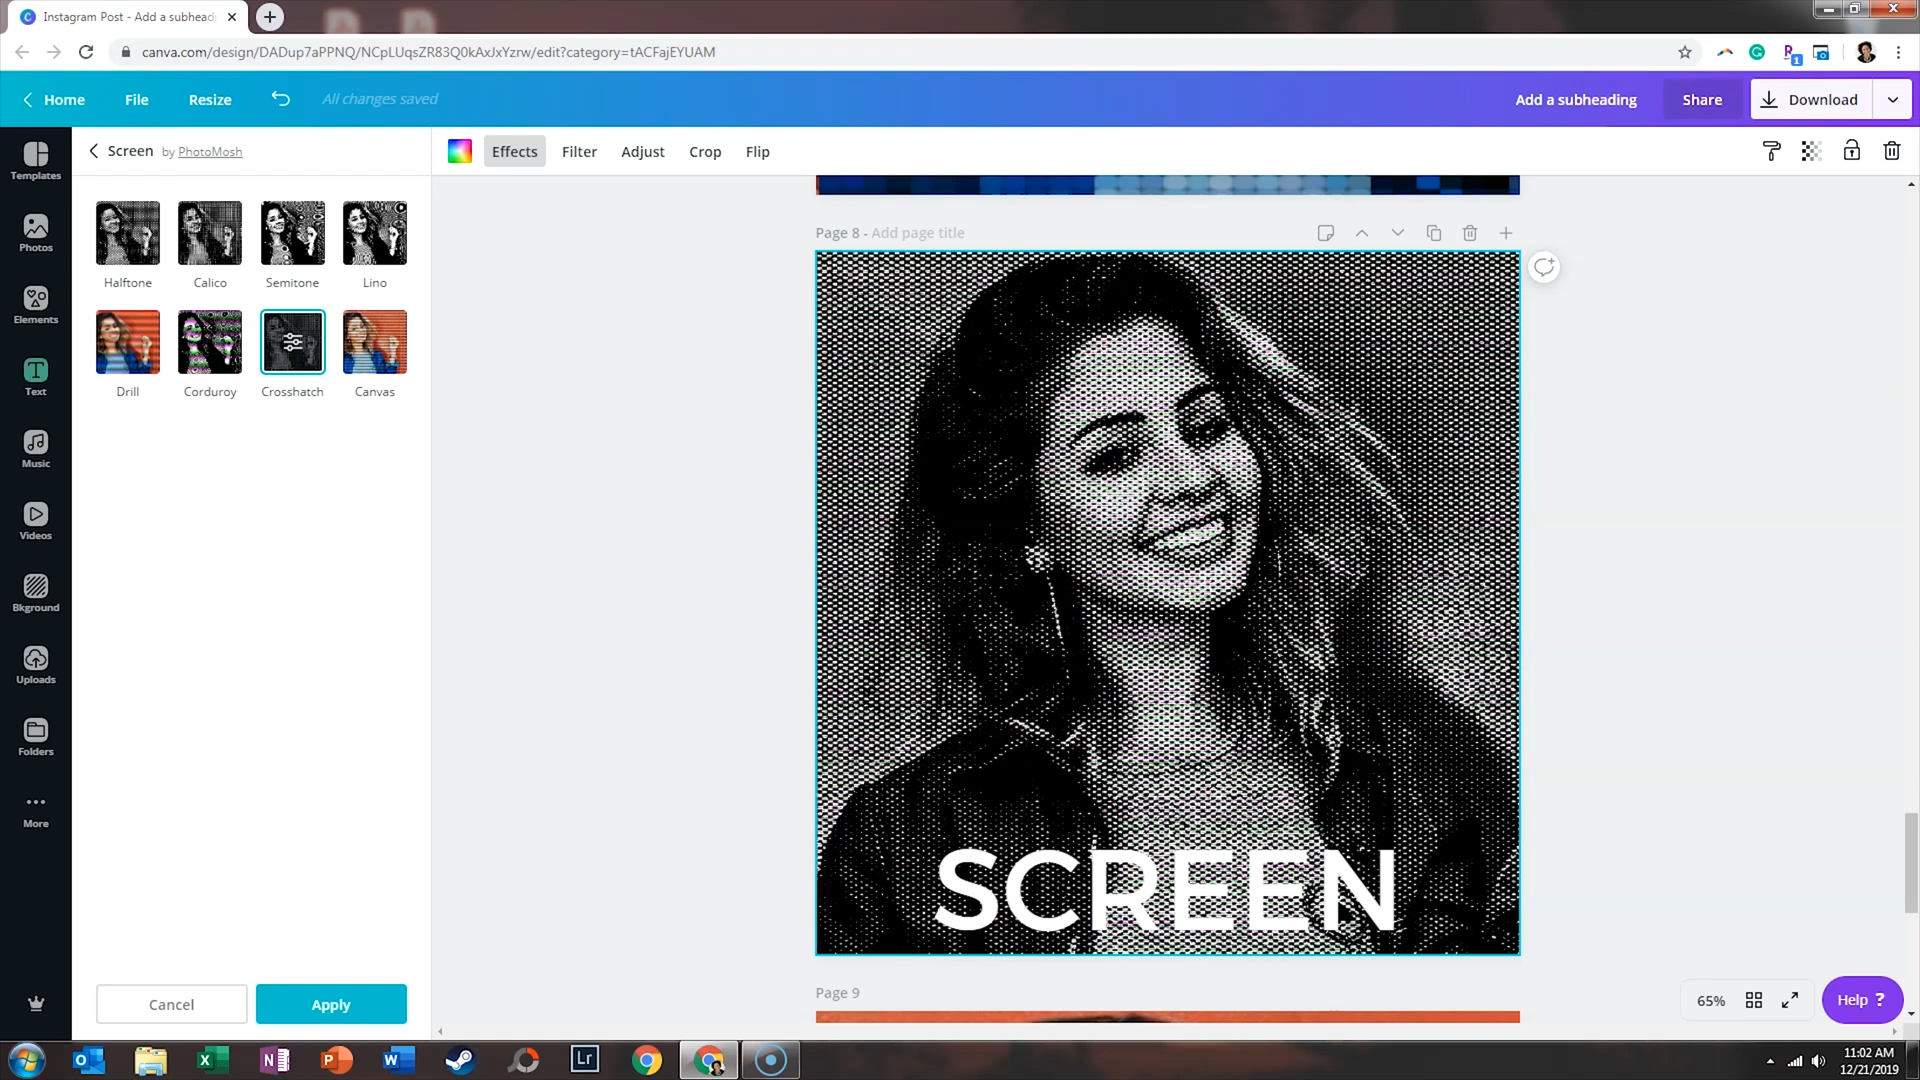 Instagram Post - Add a subhead
canva.com/design/DADup7aPPNQ/NCpLUqsZR83Q0kAxJxYzrw/edit?category=tACFajEYUAM
1
Home
File
Resize
All changes saved
Add a subheading
Share
Download
Templates
Photos
Elements
Text
Music
Videos
Bkground
Uploads
Folders
More
Screen by PhotoMosh
Effects
Filter
Adjust
Crop
Flip
Halftone
Calico
Semitone
Lino
Drill
Corduroy
Crosshatch
Canvas
Cancel
Apply
Page 8 - Add page title
SCREEN
Page 9
65%
Help ?
Lr
11:02 AM
12/21/2019